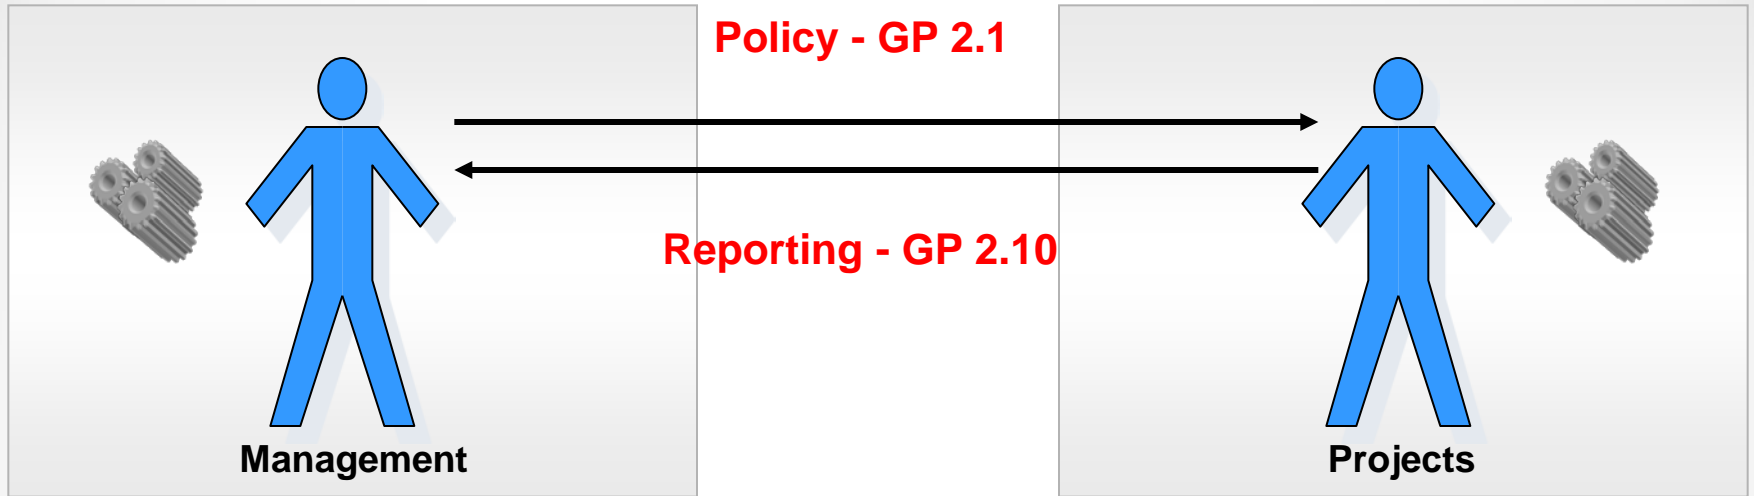 Policy - GP 2.1
Reporting - GP 2.10
Management
Projects